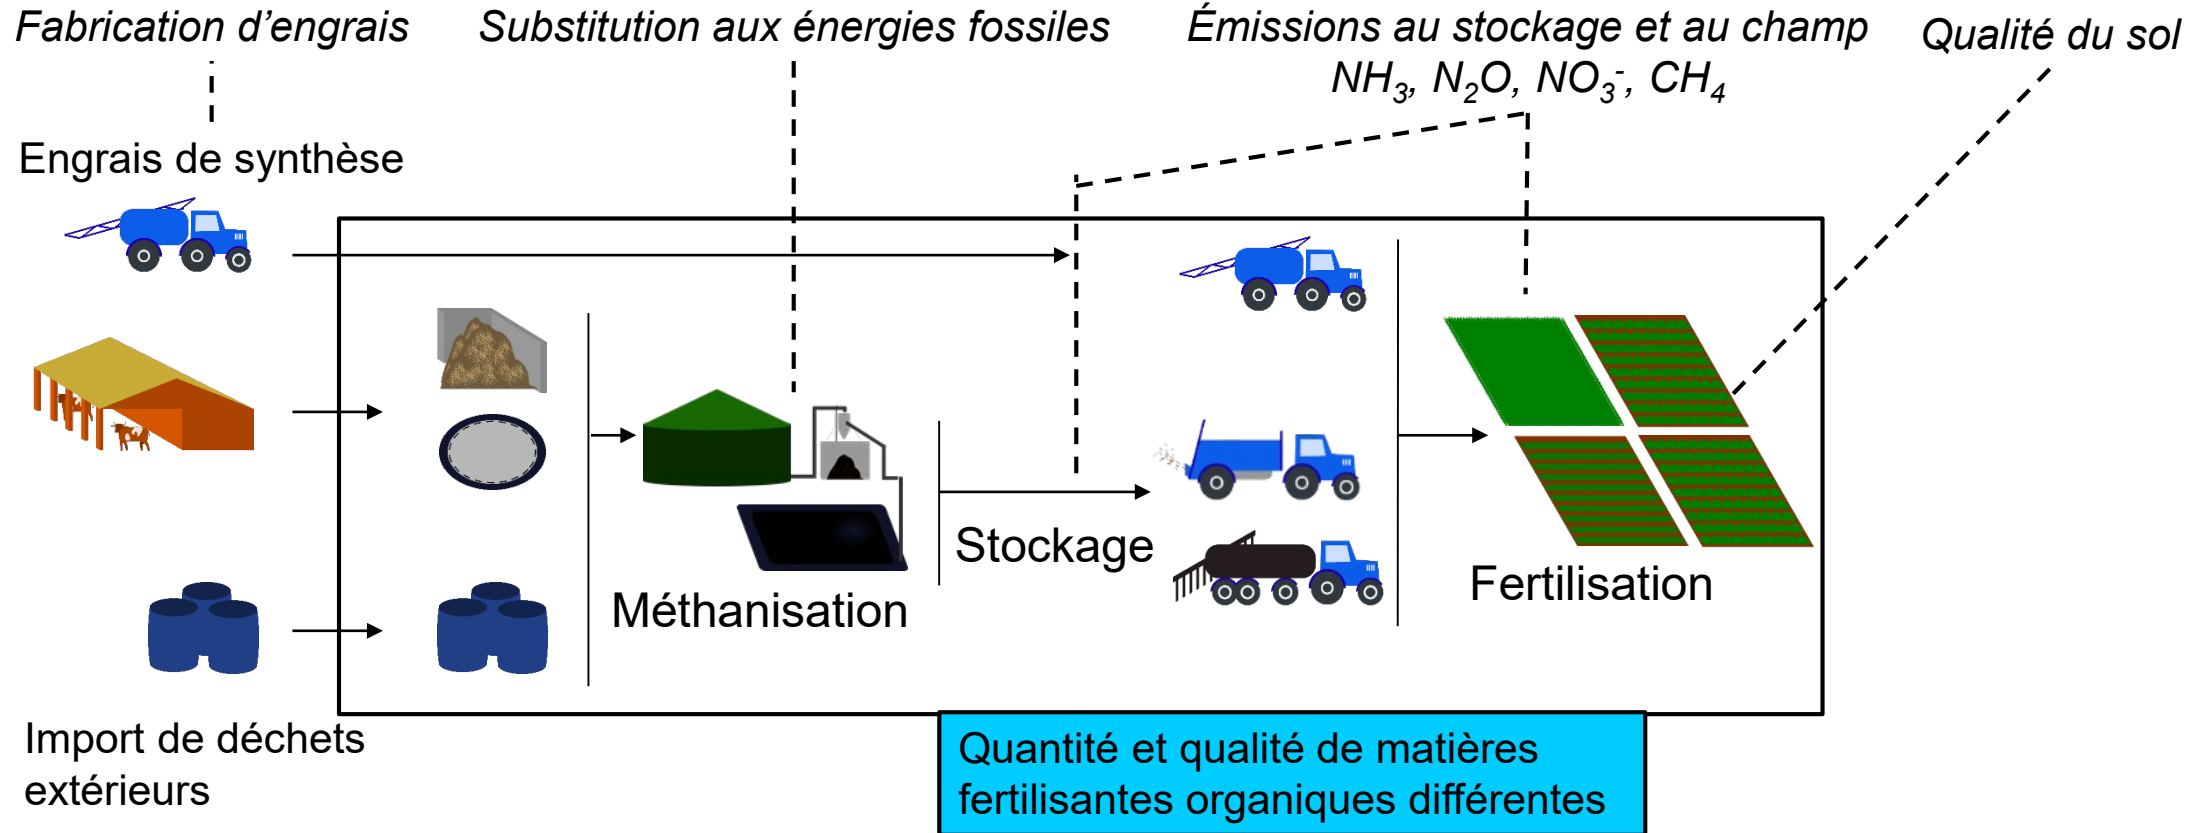 Fabrication d’engrais
Substitution aux énergies fossiles
Émissions au stockage et au champ
NH₃, N₂O, NO₃⁻, CH₄
Qualité du sol
Engrais de synthèse
Stockage
Méthanisation
Fertilisation
Import de déchets
extérieurs
Quantité et qualité de matières
fertilisantes organiques différentes